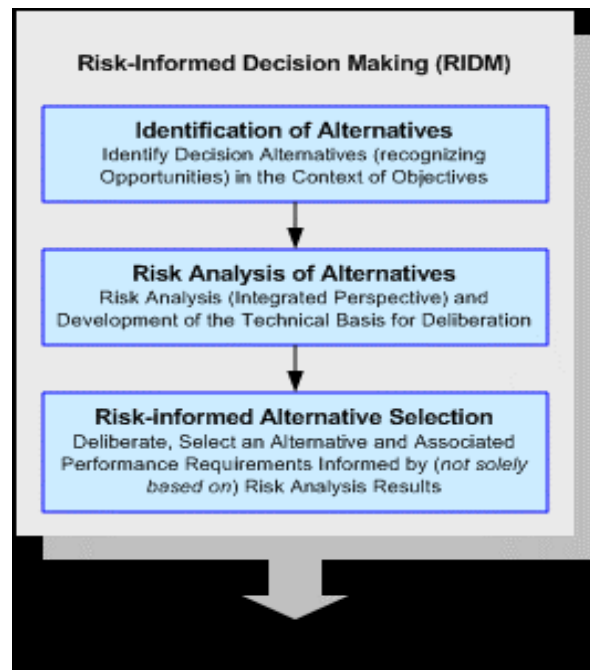 Risk-Informed Decision Making (RIDM)
Identification of Alternatives
Identify Decision Alternatives (recognizing
Opportunities) in the Context of Objectives
Risk Analysis of Alternatives
Risk Analysis (Integrated Perspective) and
Development of the Technical Basis for Deliberation
Risk-informed Alternative Selection
Deliberate, Select an Alternative and Associated
Performance Requirements Informed by (not solely
based on) Risk Analysis Results